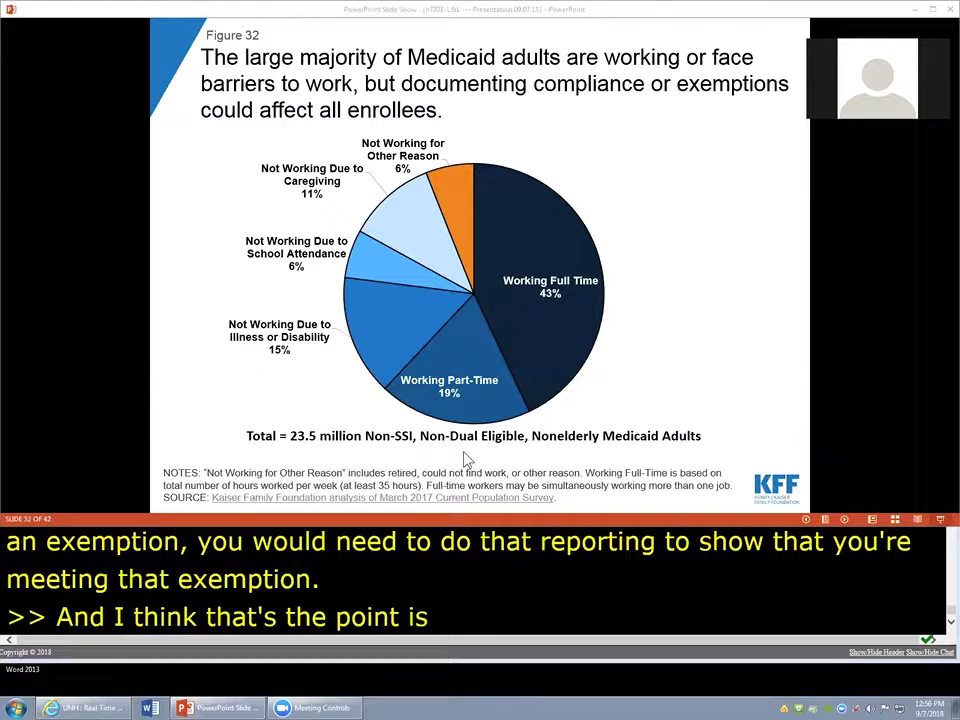 Figure 32
The large majority of Medicaid adults are working or face
barriers to work, but documenting compliance or exemptions
could affect all enrollees.
Not Working for
Other Reason
6%
Not Working Due to
Caregiving
11%
Not Working Due to
School Attendance
6%
Not Working Due to
Illness or Disability
15%
Working Full Time
43%
Working Part-Time
19%
Total = 23.5 million Non-SSI, Non-Dual Eligible, Nonelderly Medicaid Adults
NOTES: "Not Working for Other Reason" includes retired, could not find work, or other reason. Working Full-Time is based on
total number of hours worked per week (at least 35 hours). Full-time workers may be simultaneously working more than one job.
SOURCE: Kaiser Family Foundation analysis of March 2017 Current Population Survey.
KFF
HENRY J KAISER
FAMILY FOUNDATION
SLIDE 32 OF 42
an exemption, you would need to do that reporting to show that you're
meeting that exemption.
>> And I think that's the point is
Copyright © 2018
Show/Hide Header Show/Hide Chat
Word 2013
UNH: Real Time ...
PowerPoint Slide ...
Meeting Controls
12:56 PM
9/7/2018